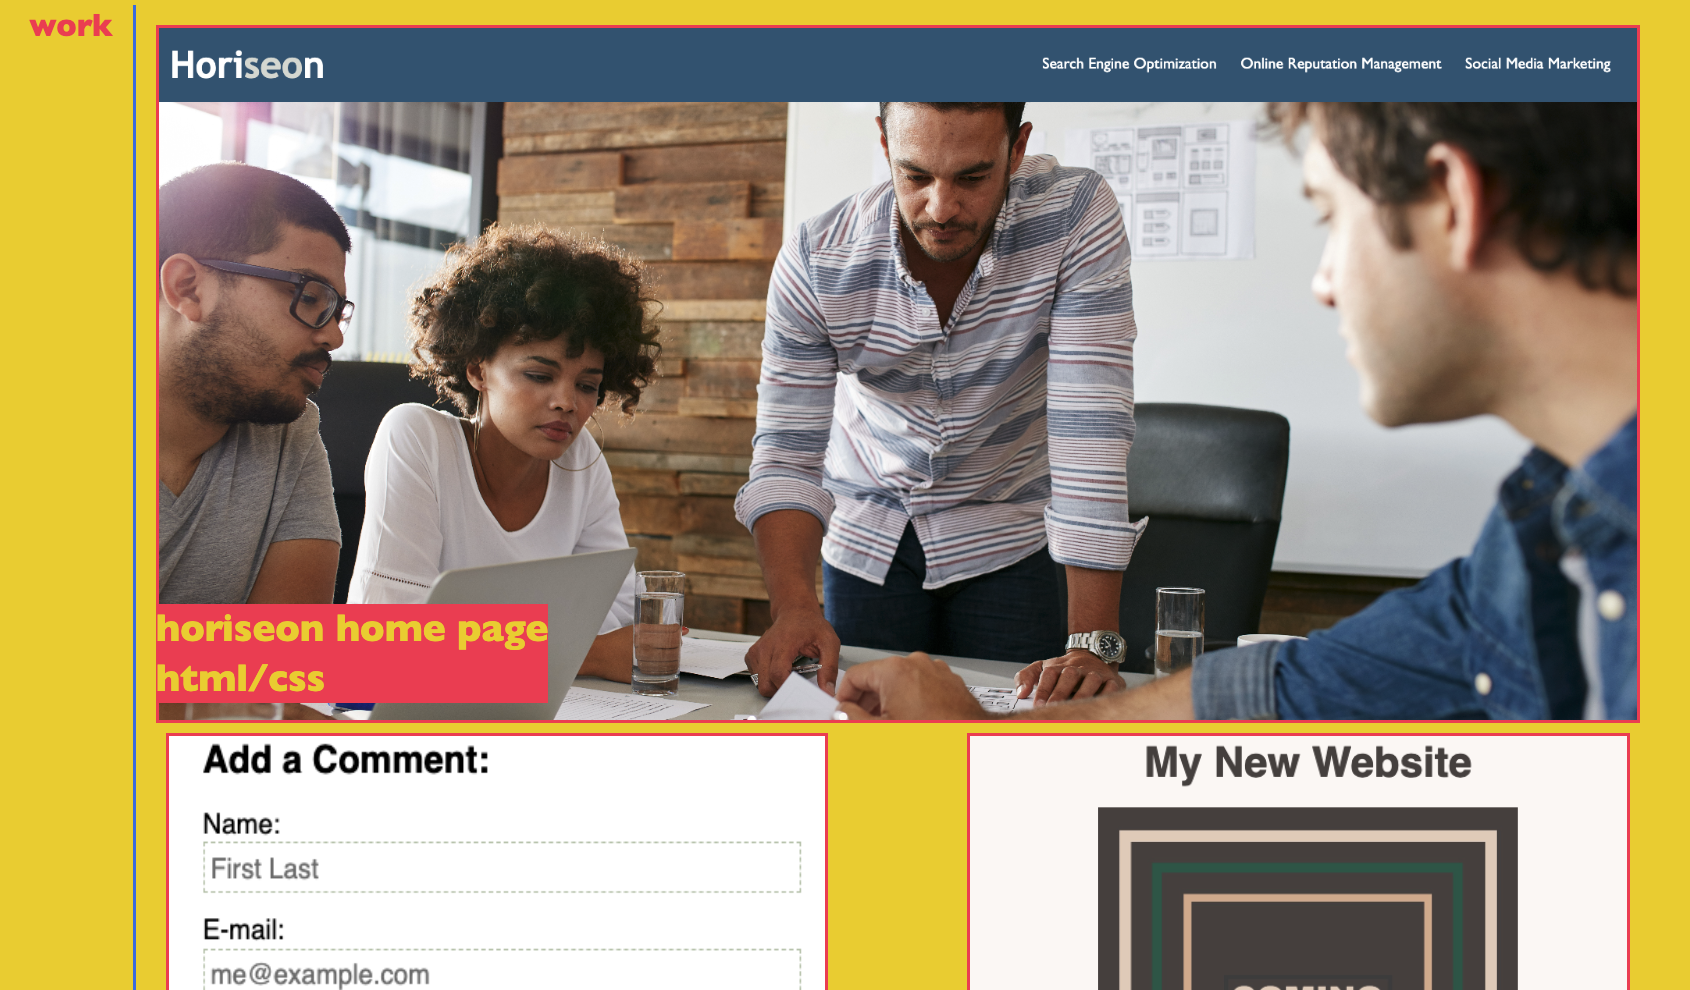 work
Horiseon
Search Engine Optimization
Online Reputation Management
Social Media Marketing
horiseon home page
html/css
Add a Comment:
Name:
First Last
E-mail:
me@example.com
My New Website
COMING